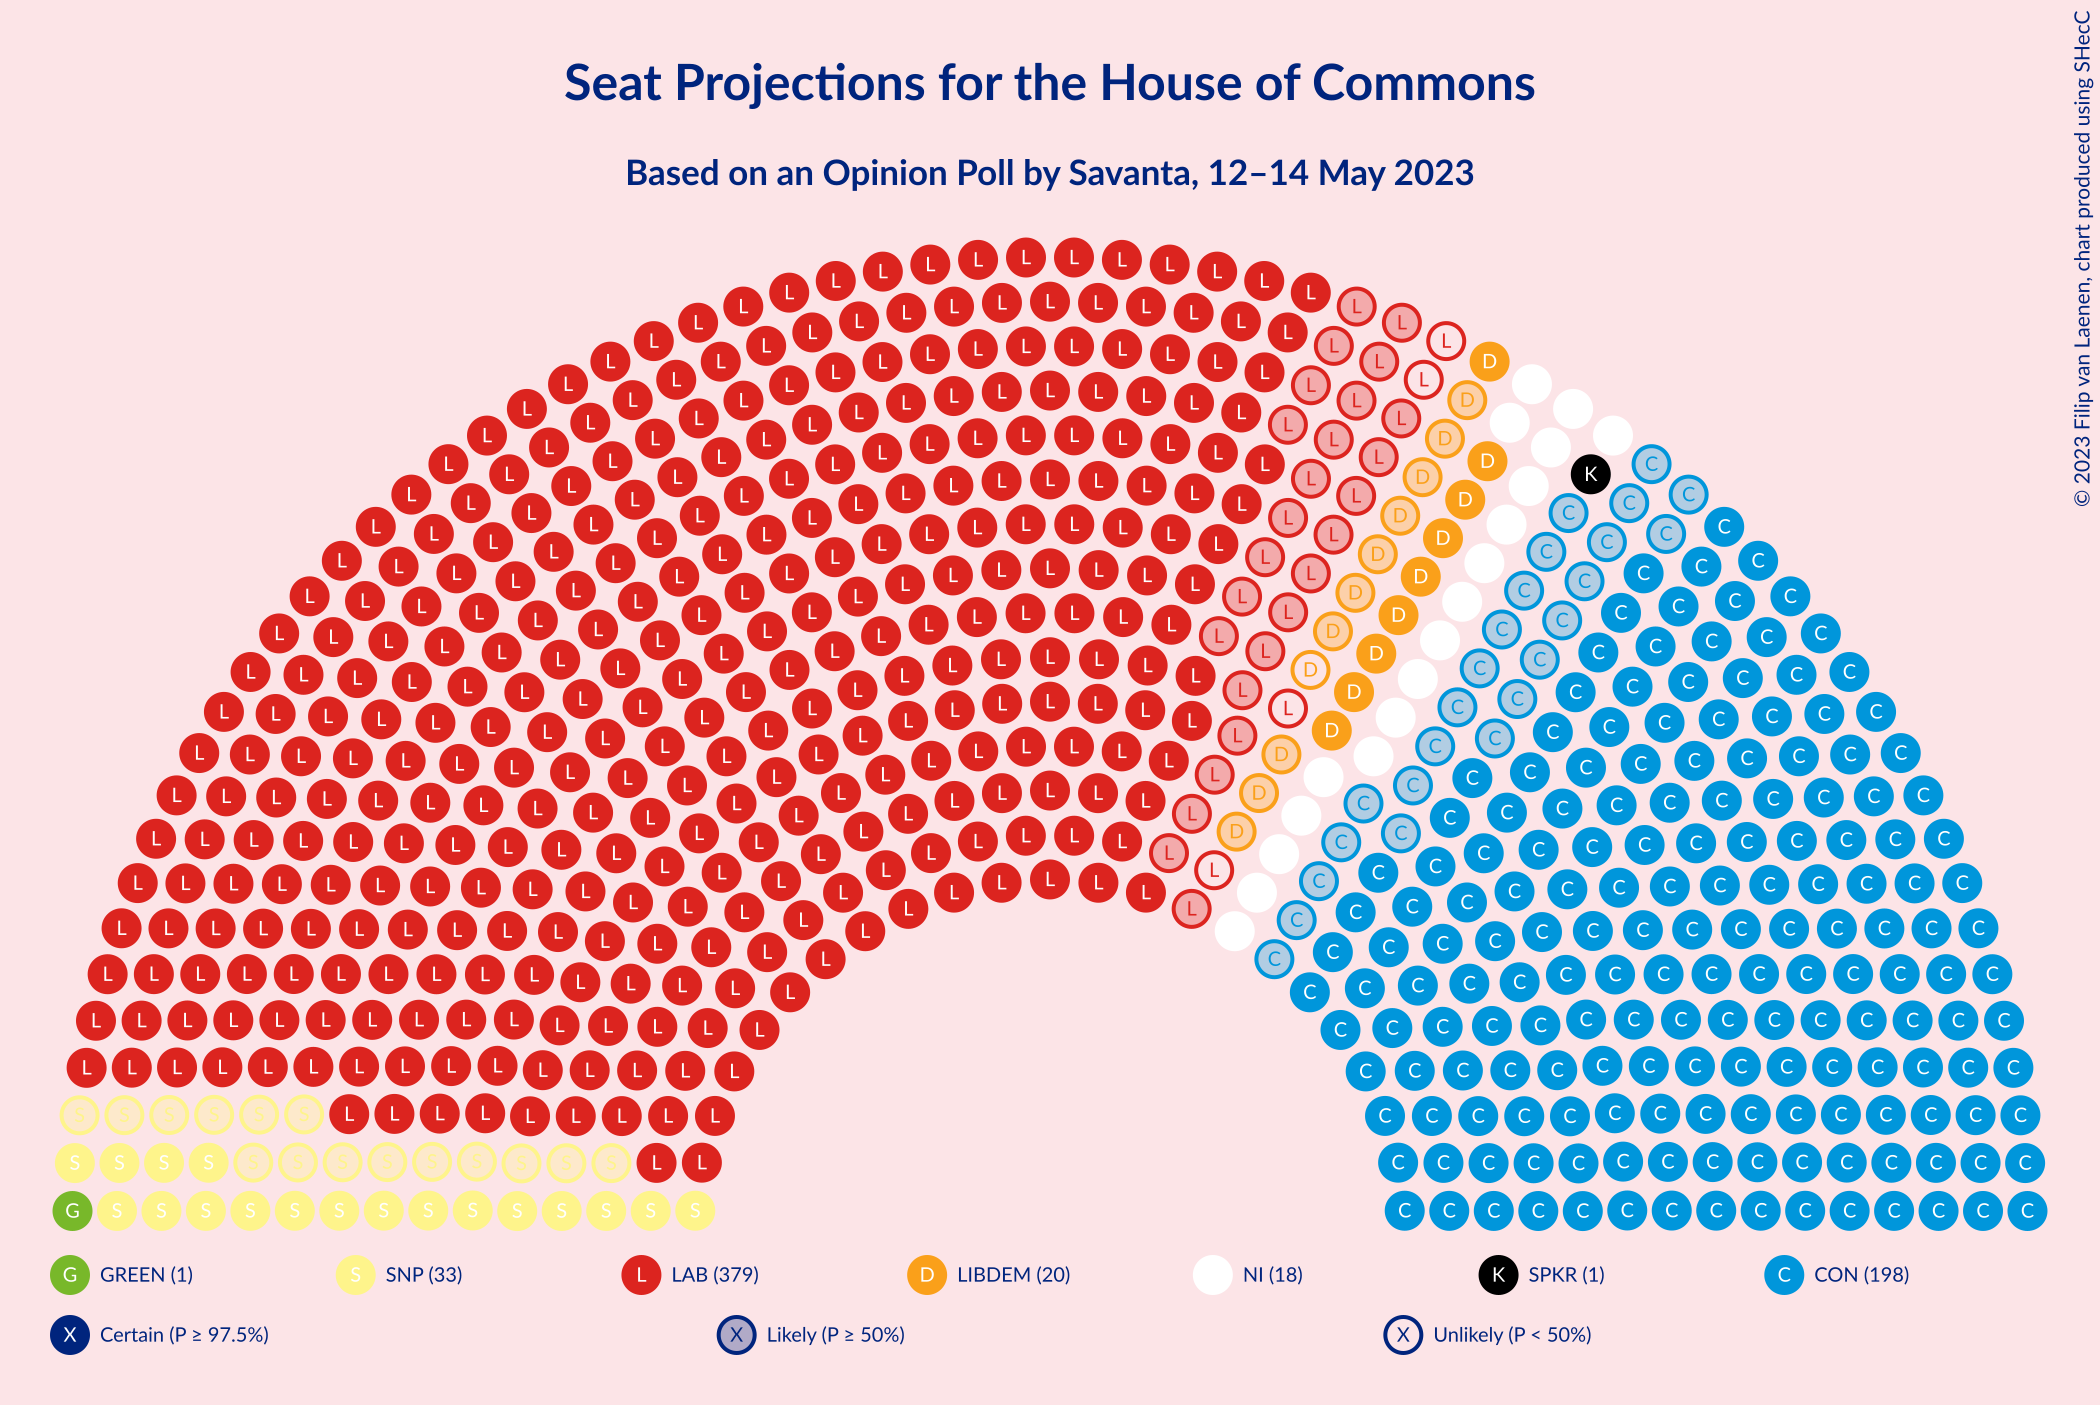 Seat Projections for the House of Commons
Based on an Opinion Poll by Savanta, 12–14 May 2023
© 2023 Filip van Laenen, chart produced using SHecC
G GREEN (1)
S SNP (33)
L LAB (379)
D LIBDEM (20)
NI (18)
K SPKR (1)
C CON (198)
X Certain (P ≥ 97.5%)
X Likely (P ≥ 50%)
X Unlikely (P < 50%)